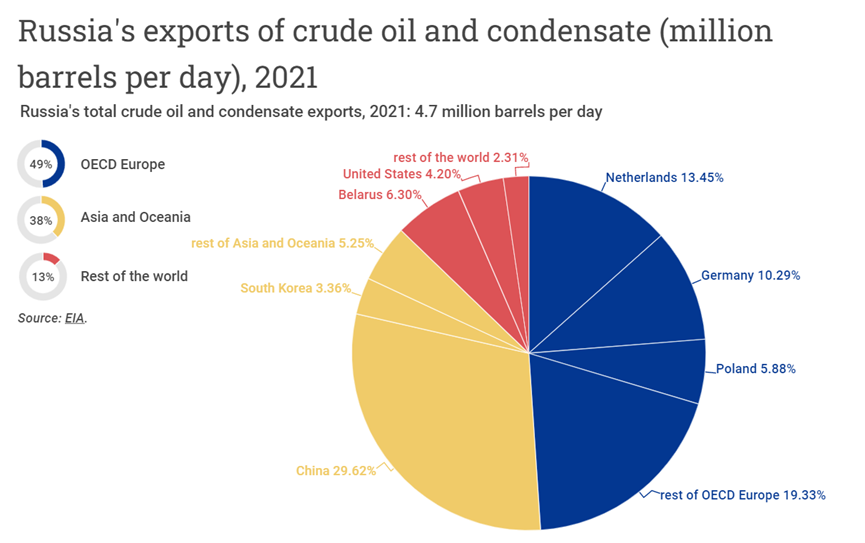 Russia's exports of crude oil and condensate (million
barrels per day), 2021
Russia's total crude oil and condensate exports, 2021: 4.7 million barrels per day
49%
OECD Europe
38%
Asia and Oceania
13%
Rest of the world
Source: EIA.
rest of the world 2.31%
United States 4.20%
Belarus 6.30%
rest of Asia and Oceania 5.25%
South Korea 3.36%
China 29.62%
Netherlands 13.45%
Germany 10.29%
Poland 5.88%
rest of OECD Europe 19.33%